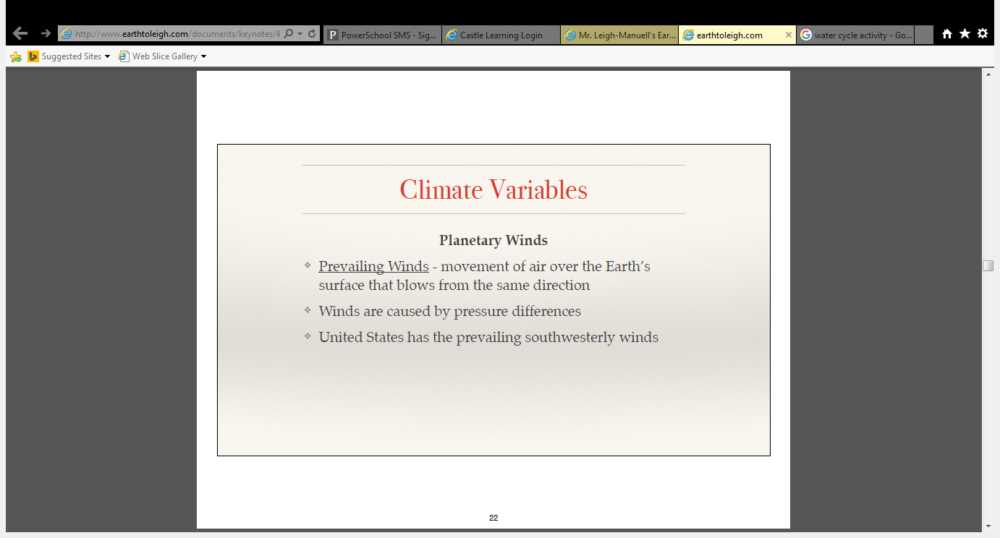 http://www.earthtoleigh.com/documents/keynotes/4
PowerSchool SMS - Sig...
Castle Learning Login
Mr. Leigh-Manuell's Ear...
earthtoleigh.com
water cycle activity - Go...
Suggested Sites
Web Slice Gallery
Climate Variables
Planetary Winds
❖ Prevailing Winds - movement of air over the Earth’s
surface that blows from the same direction
❖ Winds are caused by pressure differences
❖ United States has the prevailing southwesterly winds
22